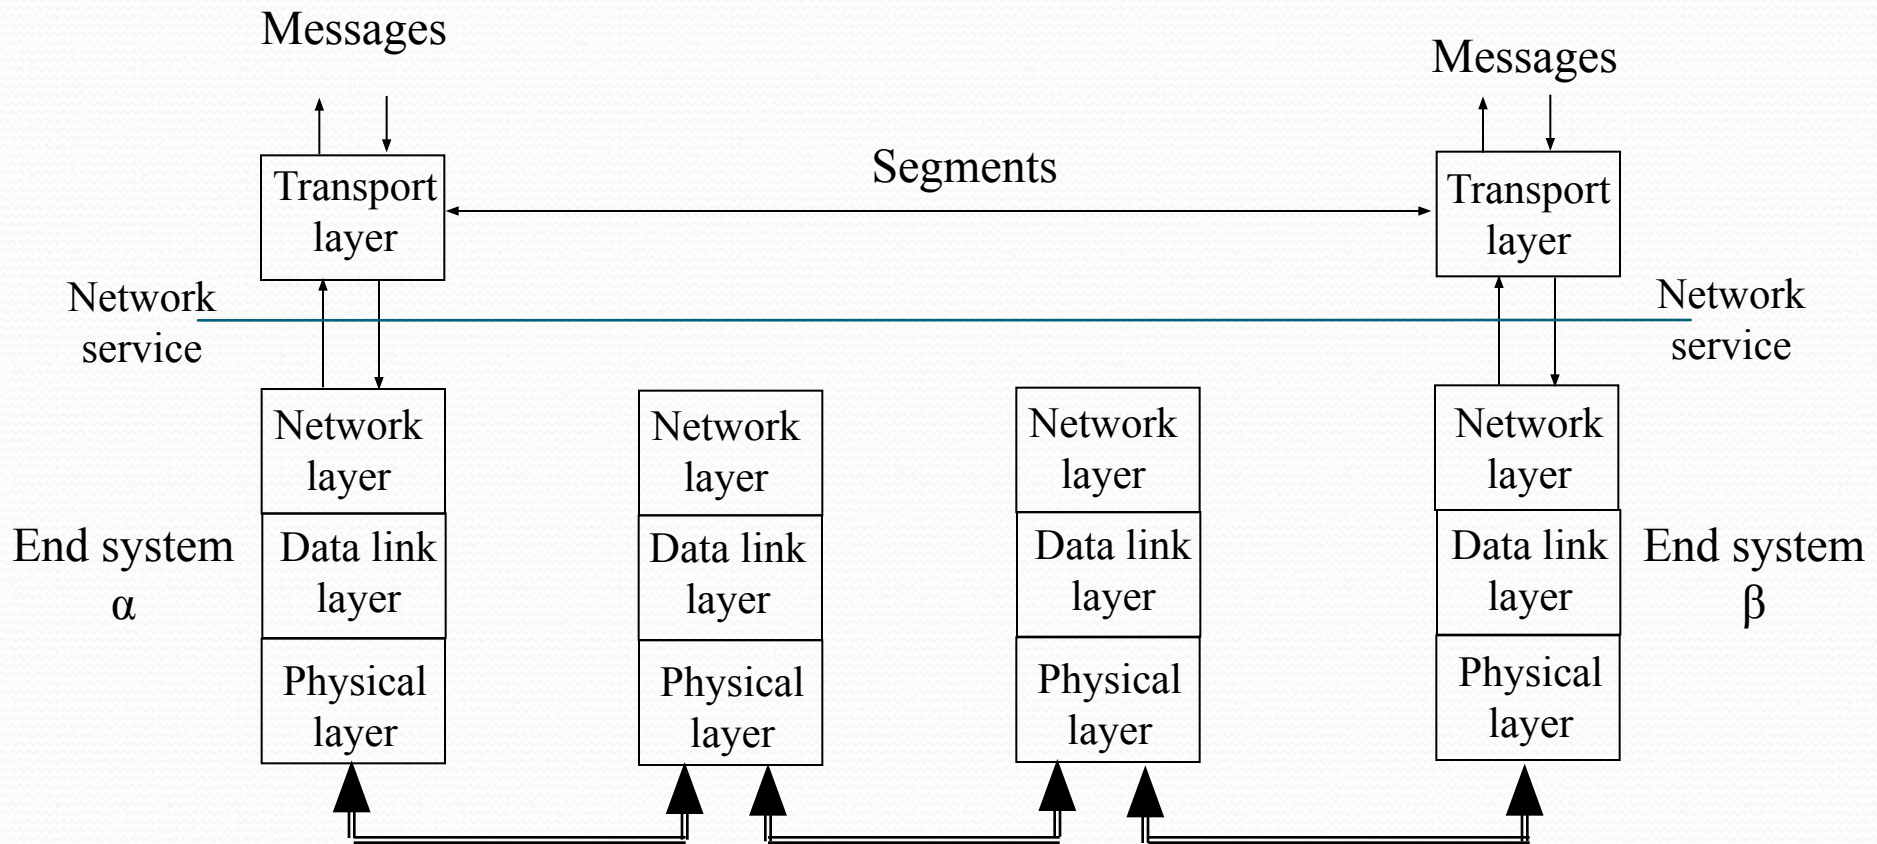 Messages
Messages
Segments
Transport
layer
Transport
layer
Network
service
Network
service
Network
layer
Network
layer
Network
layer
Network
layer
End system
α
Data link
layer
Data link
layer
Data link
layer
Data link
layer
End system
β
Physical
layer
Physical
layer
Physical
layer
Physical
layer